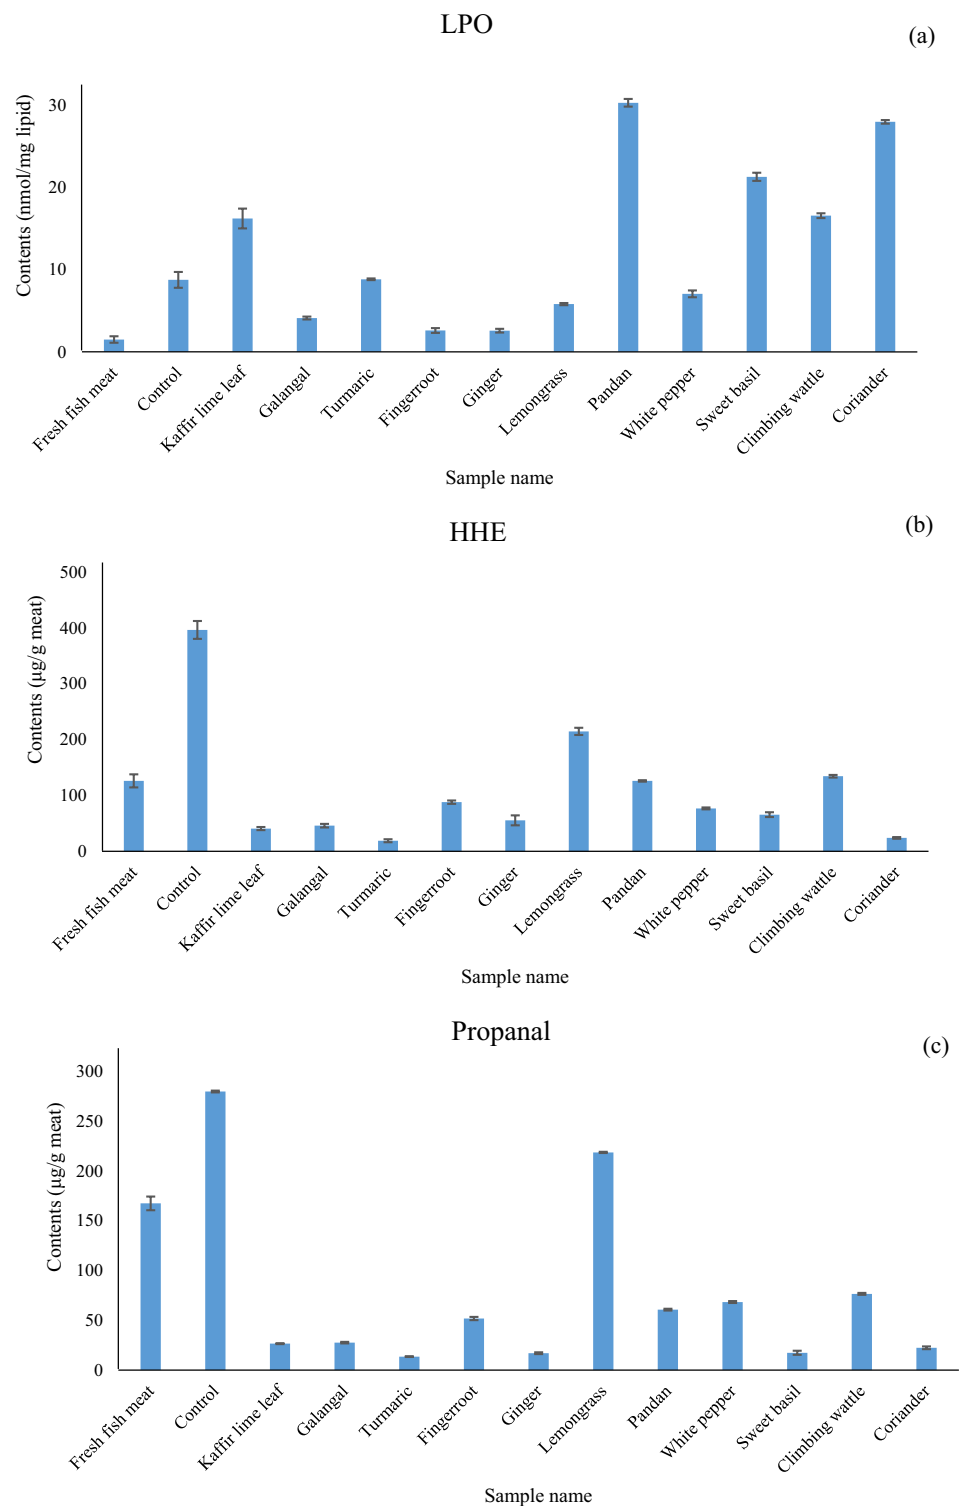 LPO
(a)
Contents (nmol/mg lipid)
30
20
10
0
Fresh fish meat
Control
Kaffir lime leaf
Galangal
Turmaric
Fingerroot
Ginger
Lemongrass
Pandan
White pepper
Sweet basil
Climbing wattle
Coriander
Sample name
HHE
(b)
Contents (µg/g meat)
500
400
300
200
100
0
Fresh fish meat
Control
Kaffir lime leaf
Galangal
Turmaric
Fingerroot
Ginger
Lemongrass
Pandan
White pepper
Sweet basil
Climbing wattle
Coriander
Sample name
Propanal
(c)
Contents (µg/g meat)
300
250
200
150
100
50
0
Fresh fish meat
Control
Kaffir lime leaf
Galangal
Turmaric
Fingerroot
Ginger
Lemongrass
Pandan
White pepper
Sweet basil
Climbing wattle
Coriander
Sample name